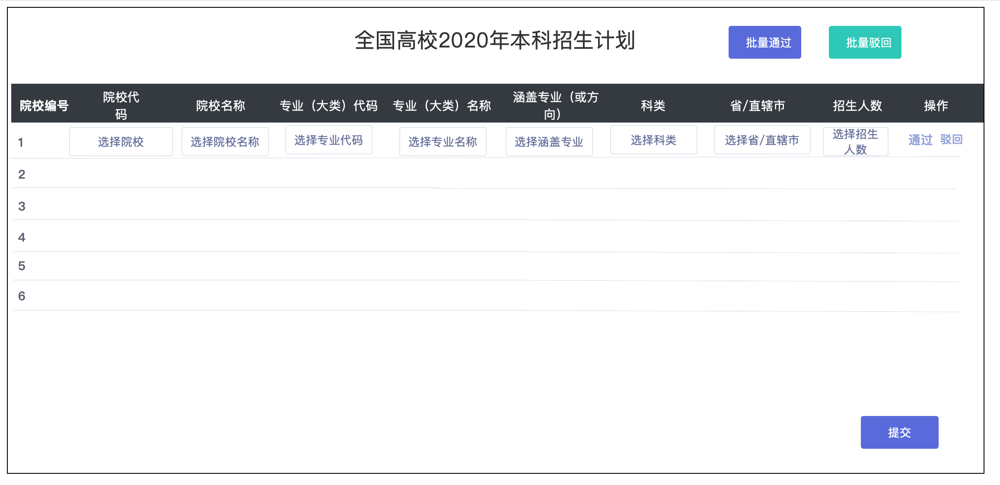 全国高校2020年本科招生计划
批量通过
批量驳回
院校编号
院校代
码
院校名称
专业（大类）代码
专业（大类）名称
涵盖专业（或方
向）
科类
省/直辖市
招生人数
操作
1
选择院校
选择院校名称
选择专业代码
选择专业名称
选择涵盖专业
选择科类
选择省/直辖市
选择招生
人数
通过 驳回
2
3
4
5
6
提交